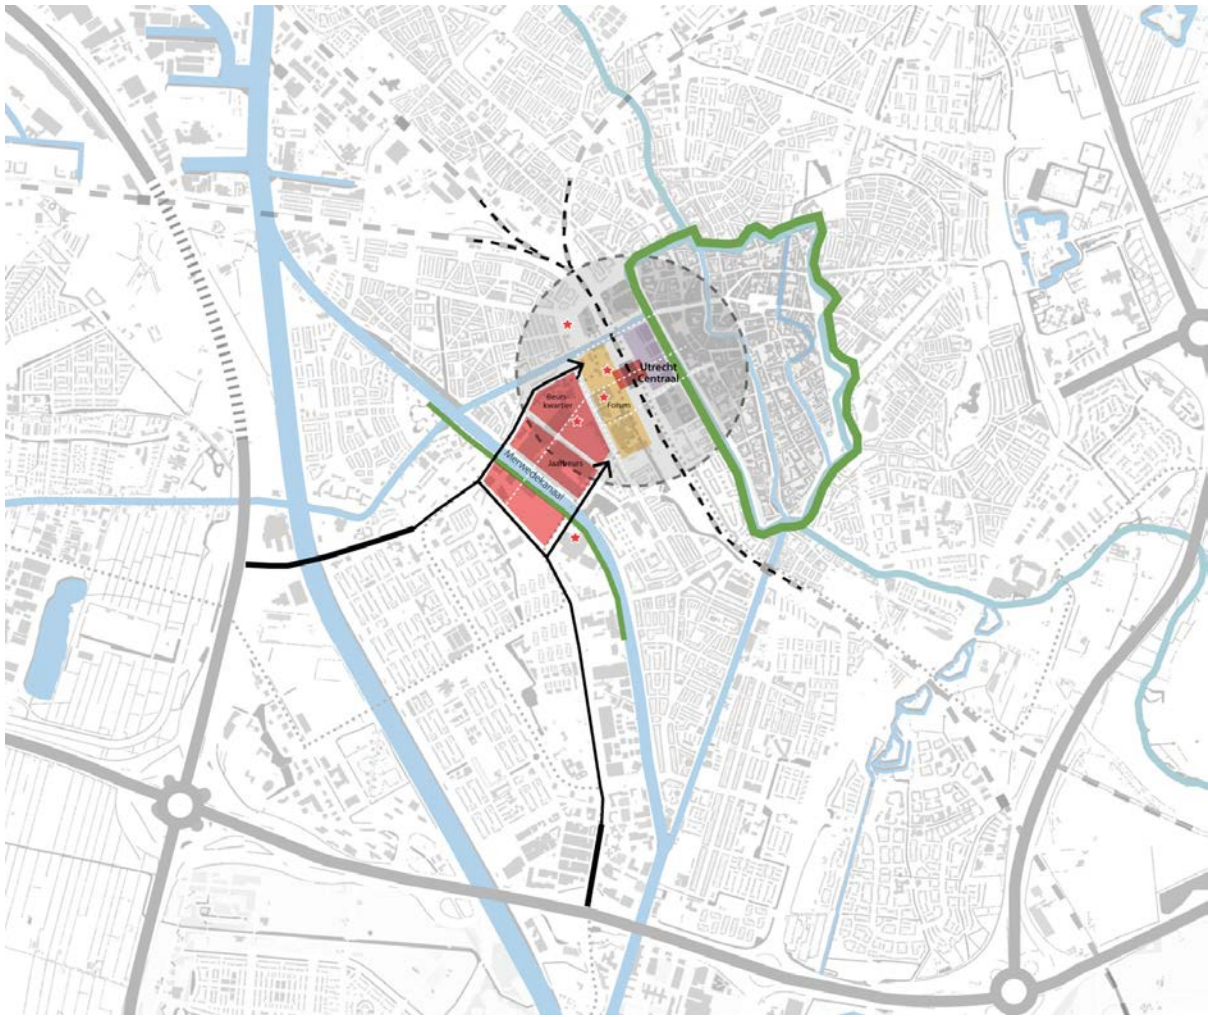 Utrecht
Centraal
Beurs-
kwartier
Forum
Jaarbeurs
Merwedekanaal